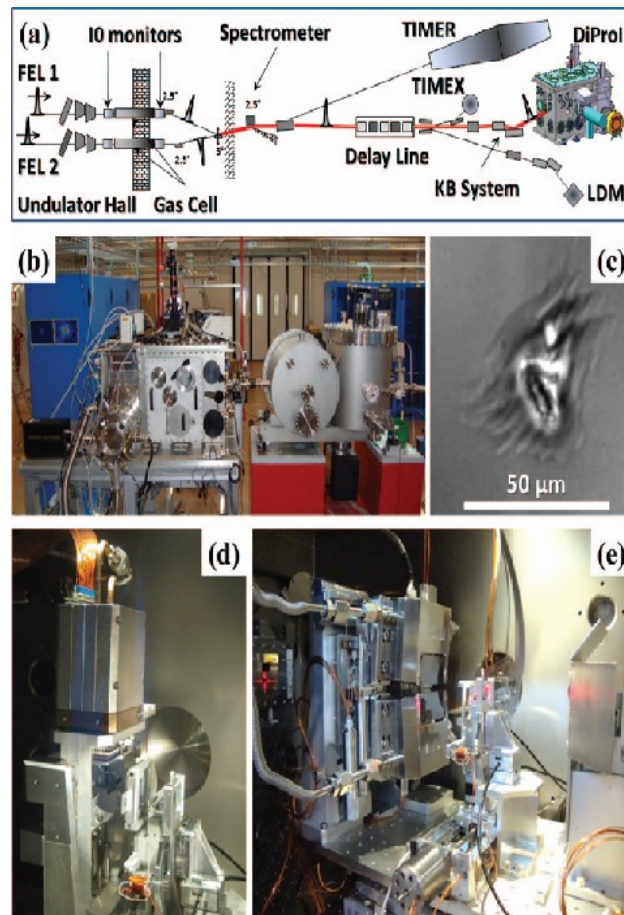 (a)
I0 monitors
Spectrometer
TIMER
DiProI
FEL 1
2.5°
2.5°
TIMEX
FEL 2
2.5°
3°
Delay Line
Undulator Hall
Gas Cell
KB System
LDM
(b)
(c)
50 µm
(d)
(e)